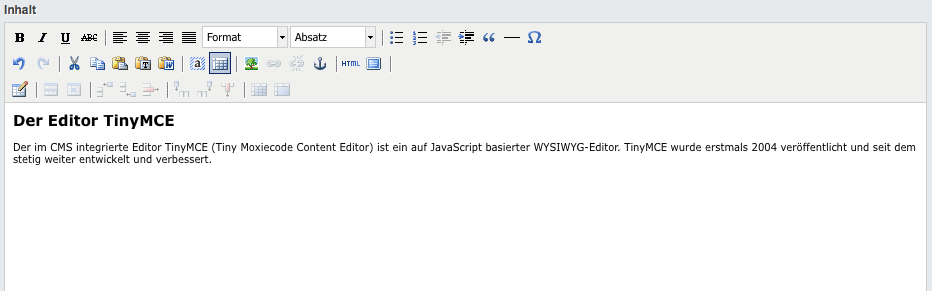 Inhalt
B I U ABC Format Absatz
HTML
Der Editor TinyMCE
Der im CMS integrierte Editor TinyMCE (Tiny Moxiecode Content Editor) ist ein auf JavaScript basierter WYSIWYG-Editor. TinyMCE wurde erstmals 2004 veröffentlicht und seit dem
stetig weiter entwickelt und verbessert.